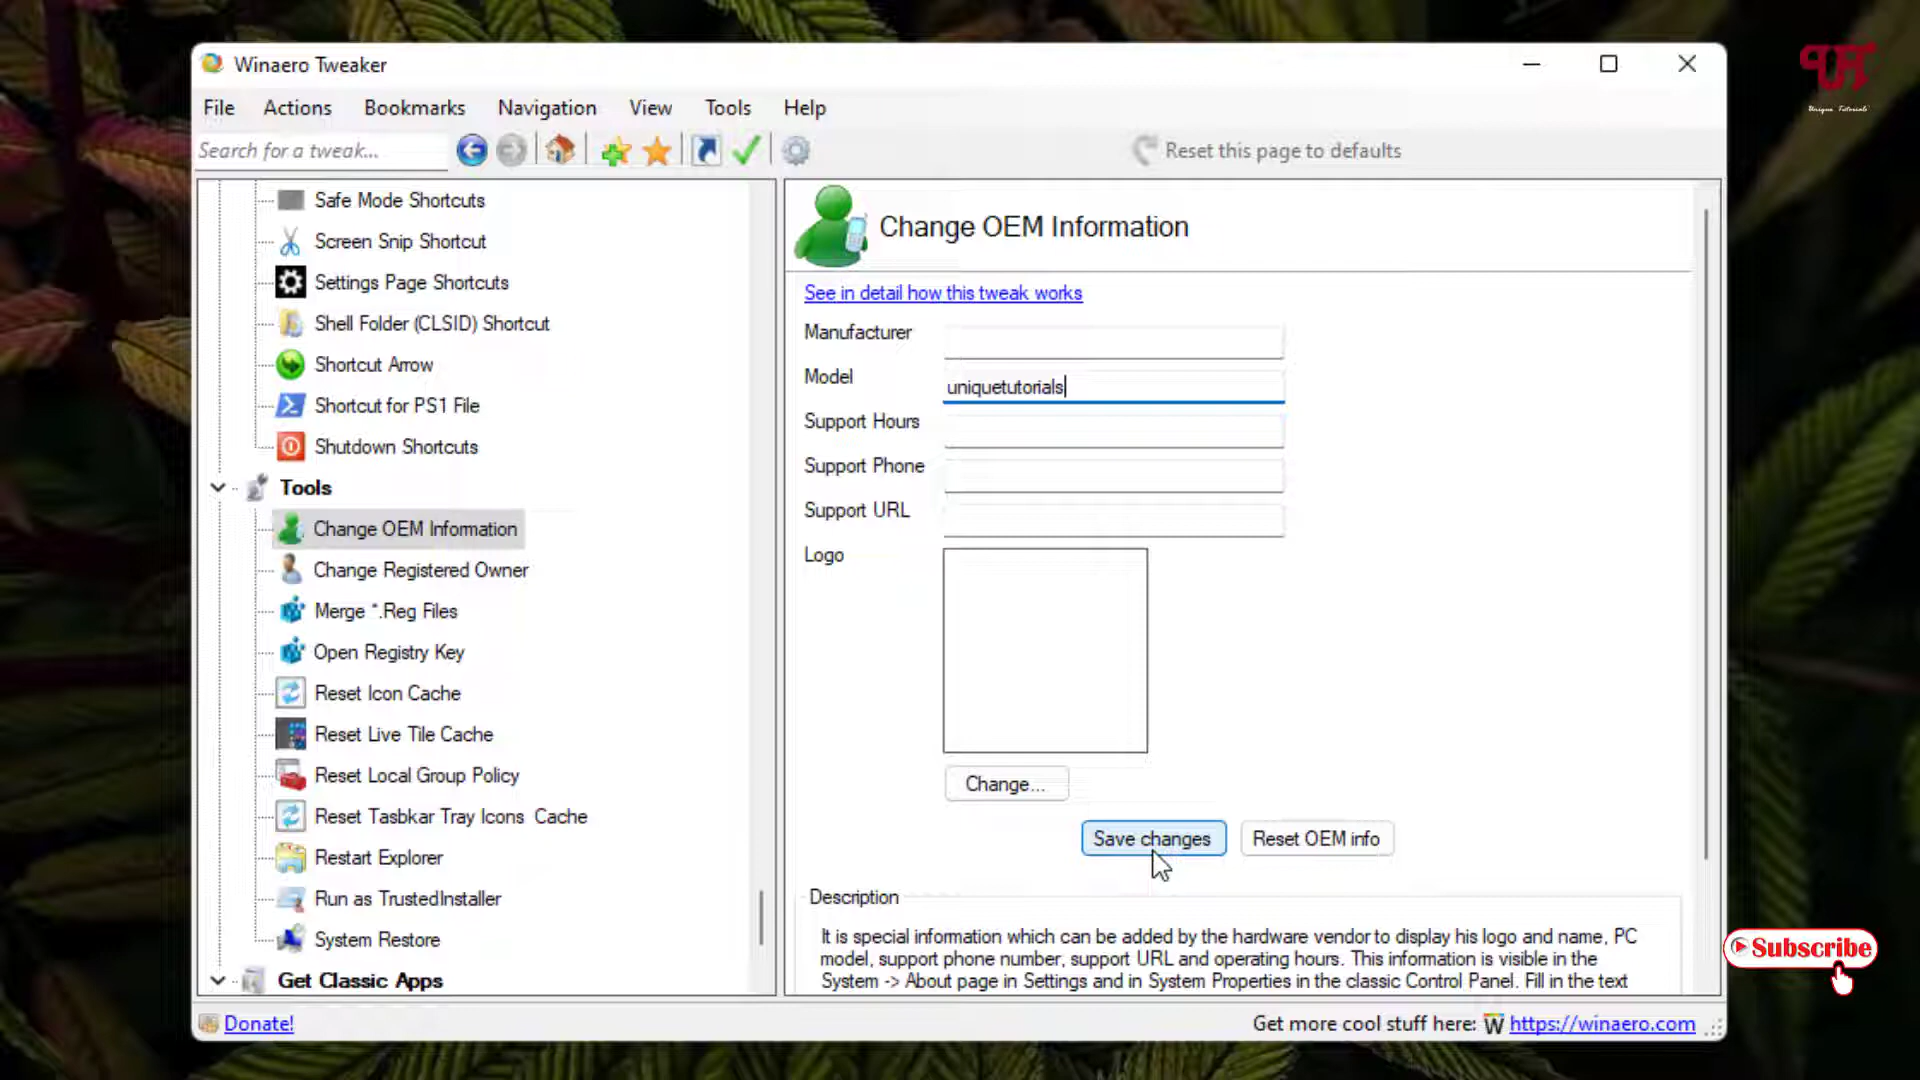 Winaero Tweaker
File Actions Bookmarks Navigation View Tools Help
Search for a tweak...
Reset this page to defaults
Safe Mode Shortcuts
Screen Snip Shortcut
Settings Page Shortcuts
Shell Folder (CLSID) Shortcut
Shortcut Arrow
Shortcut for PS1 File
Shutdown Shortcuts
Tools
Change OEM Information
Change Registered Owner
Merge *.Reg Files
Open Registry Key
Reset Icon Cache
Reset Live Tile Cache
Reset Local Group Policy
Reset Tasbkar Tray Icons Cache
Restart Explorer
Run as TrustedInstaller
System Restore
Get Classic Apps
Change OEM Information
See in detail how this tweak works
Manufacturer
Model uniquetutorials
Support Hours
Support Phone
Support URL
Logo
Change...
Save changes Reset OEM info
Description
It is special information which can be added by the hardware vendor to display his logo and name, PC
model, support phone number, support URL and operating hours. This information is visible in the
System -> About page in Settings and in System Properties in the classic Control Panel. Fill in the text
Donate!
Get more cool stuff here: W https://winaero.com
UT
Unique Tutorials
Subscribe